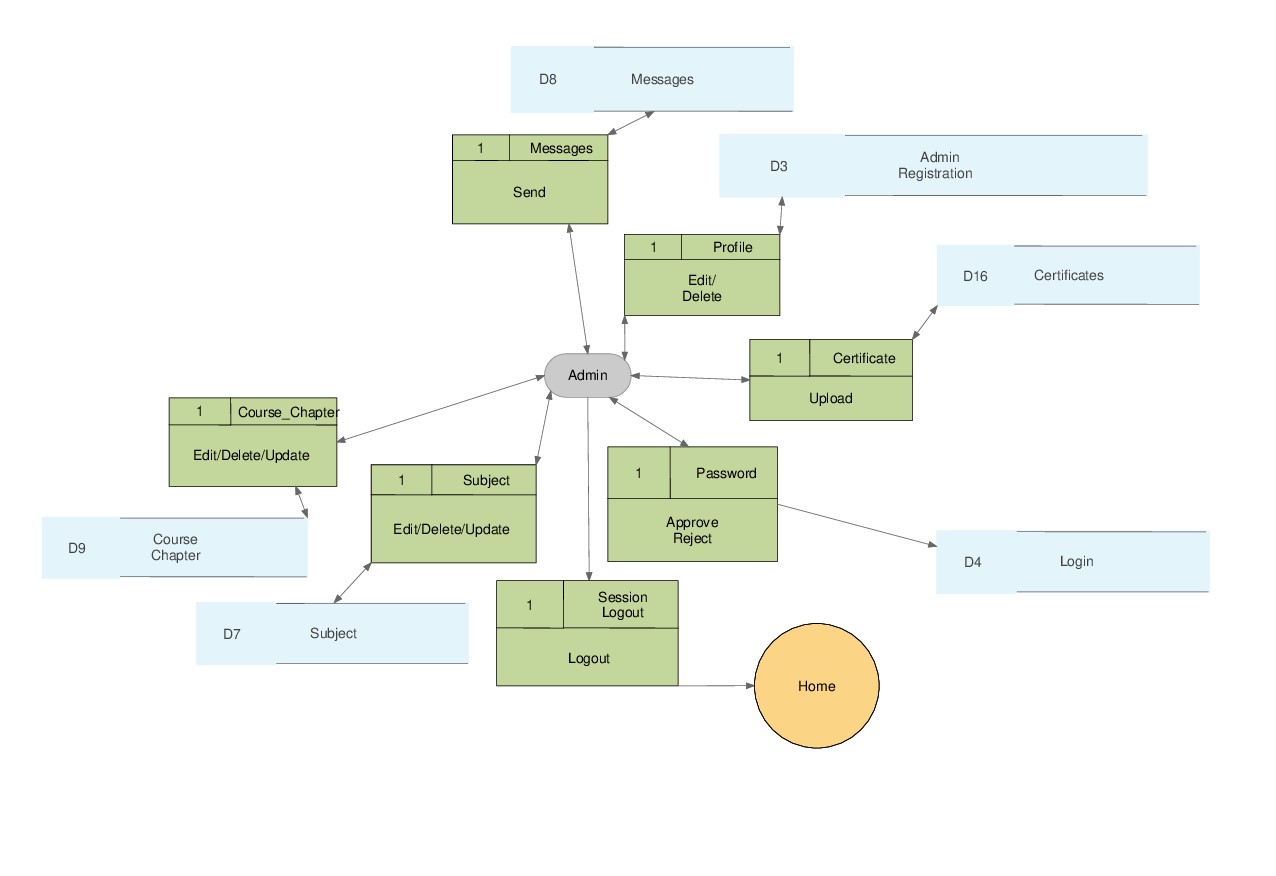 D8 Messages
1 Messages
Send
D3
Admin
Registration
1 Profile
Edit/
Delete
D16 Certificates
1 Certificate
Upload
Admin
1 Course_Chapter
Edit/Delete/Update
1 Subject
Edit/Delete/Update
1 Password
Approve
Reject
D9
Course
Chapter
D4 Login
D7 Subject
1
Session
Logout
Logout
Home